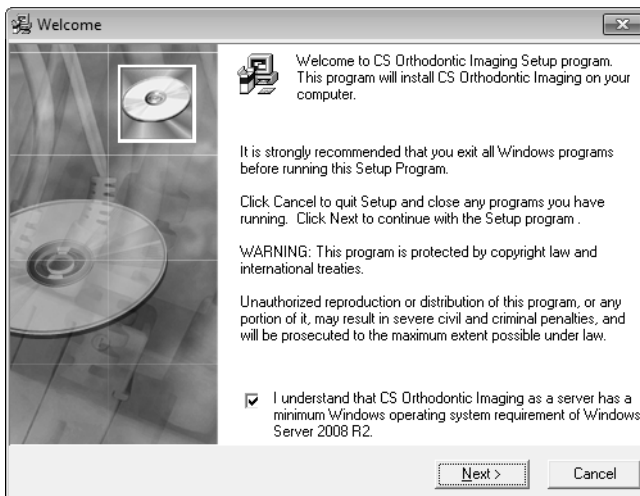 Welcome
Welcome to CS Orthodontic Imaging Setup program.
This program will install CS Orthodontic Imaging on your
computer.
It is strongly recommended that you exit all Windows programs
before running this Setup Program.
Click Cancel to quit Setup and close any programs you have
running. Click Next to continue with the Setup program .
WARNING: This program is protected by copyright law and
international treaties.
Unauthorized reproduction or distribution of this program, or any
portion of it, may result in severe civil and criminal penalties, and
will be prosecuted to the maximum extent possible under law.
I understand that CS Orthodontic Imaging as a server has a
minimum Windows operating system requirement of Windows
Server 2008 R2.
Next >
Cancel